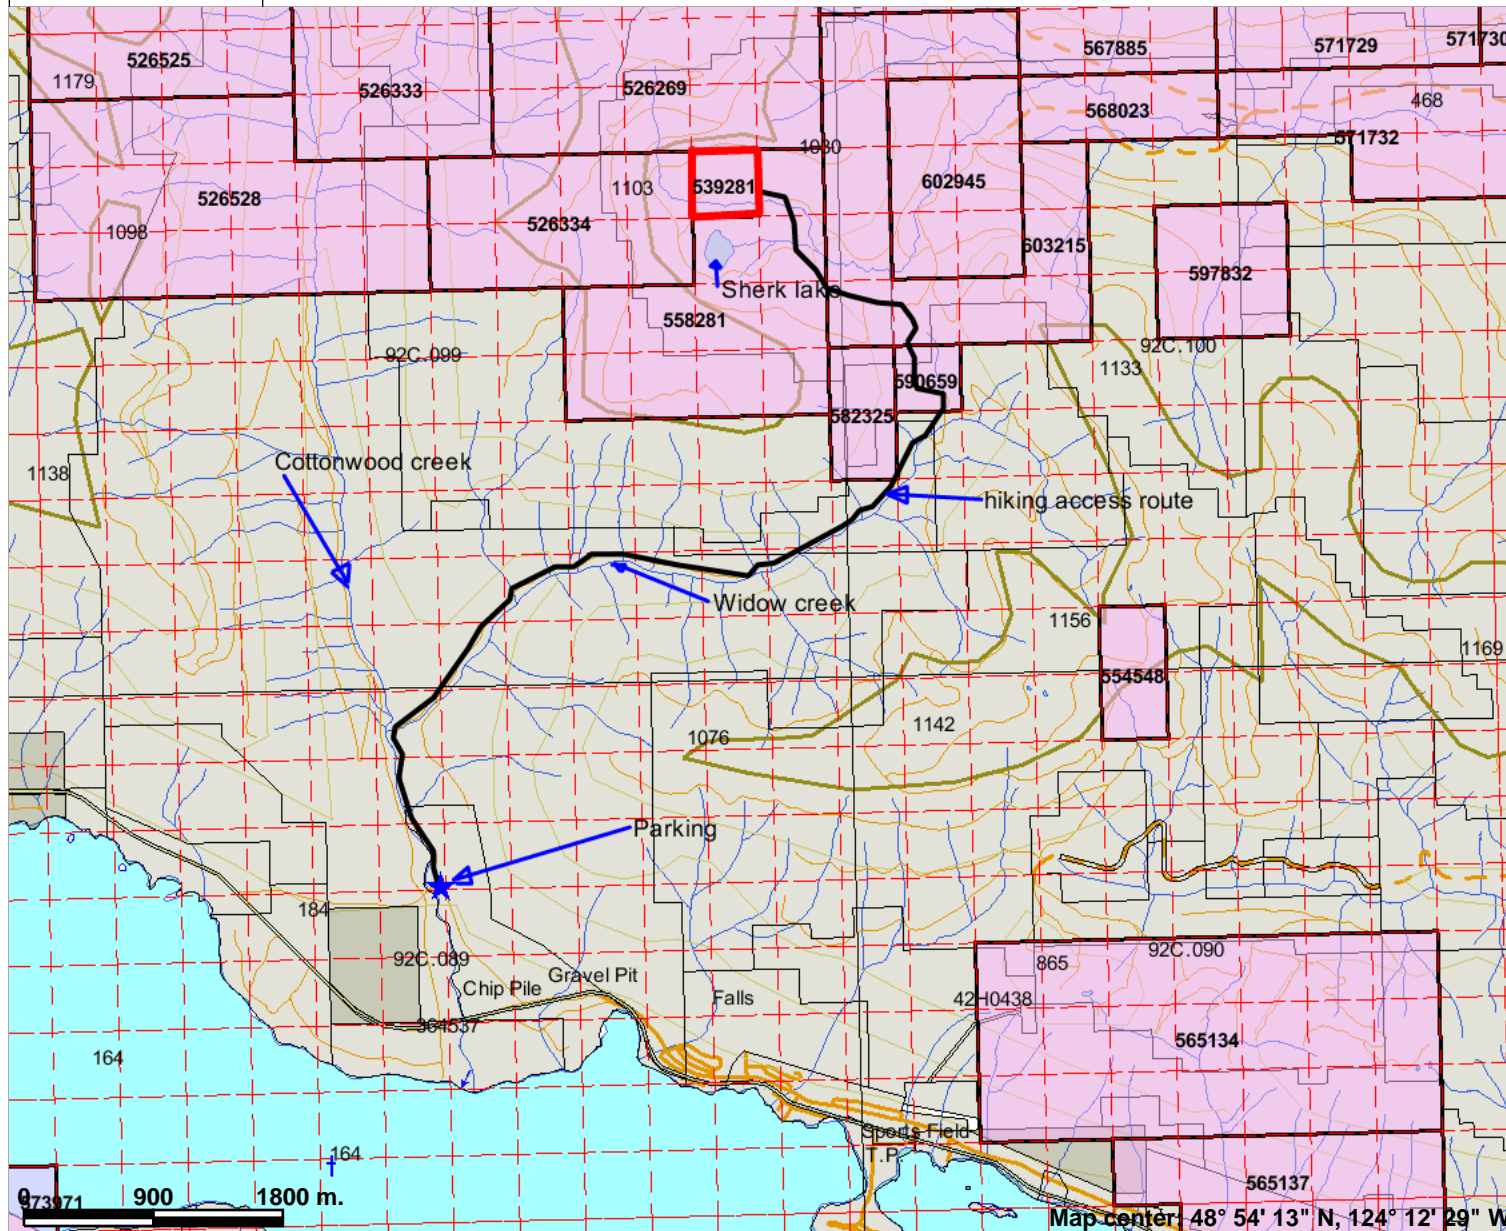 567885
571729
571730
526525
1179
526333
526269
468
568023
571732
1030
602945
1103
539281
526528
526334
1098
603215
597832
Sherk lake
558281
92C.099
92C.100
1133
590659
582325
Cottonwood creek
1138
hiking access route
Widow creek
1156
1169
554548
1142
1076
Parking
184
92C.089
92C.090
865
Gravel Pit
Chip Pile
Falls
42H0438
364537
565134
164
Sports Field
T.P.
164
565137
0 900 1800 m.
573971
Map center: 48° 54' 13" N, 124° 12' 29" W